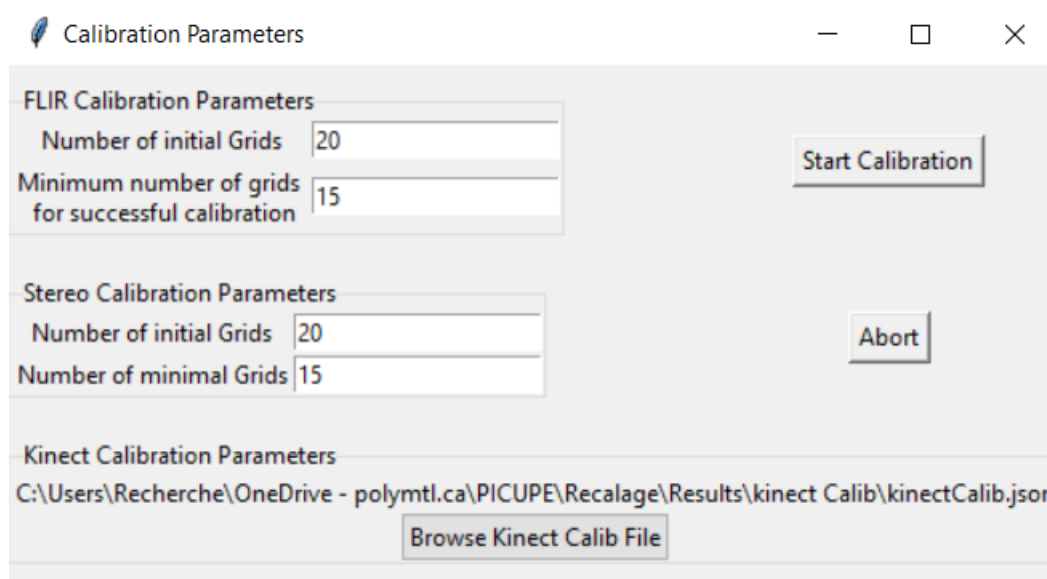 Calibration Parameters
FLIR Calibration Parameters
Number of initial Grids 20
Start Calibration
Minimum number of grids
for successful calibration 15
Stereo Calibration Parameters
Number of initial Grids 20
Abort
Number of minimal Grids 15
Kinect Calibration Parameters
C:\Users\Recherche\OneDrive - polymtl.ca\PICUPE\Recalage\Results\kinect Calib\kinectCalib.json
Browse Kinect Calib File